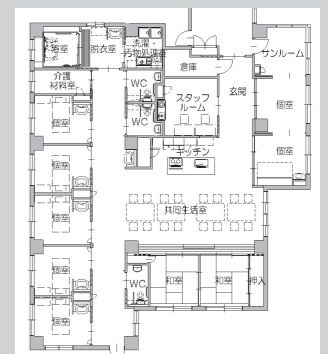 浴室
脱衣室
洗濯・
汚物処理室
サンルーム
倉庫
玄関
介護
材料室
WC
スタッフ
ルーム
個室
個室
WC
個室
キッチン
個室
個室
共同生活室
個室
個室
WC
和室
和室
押入
個室